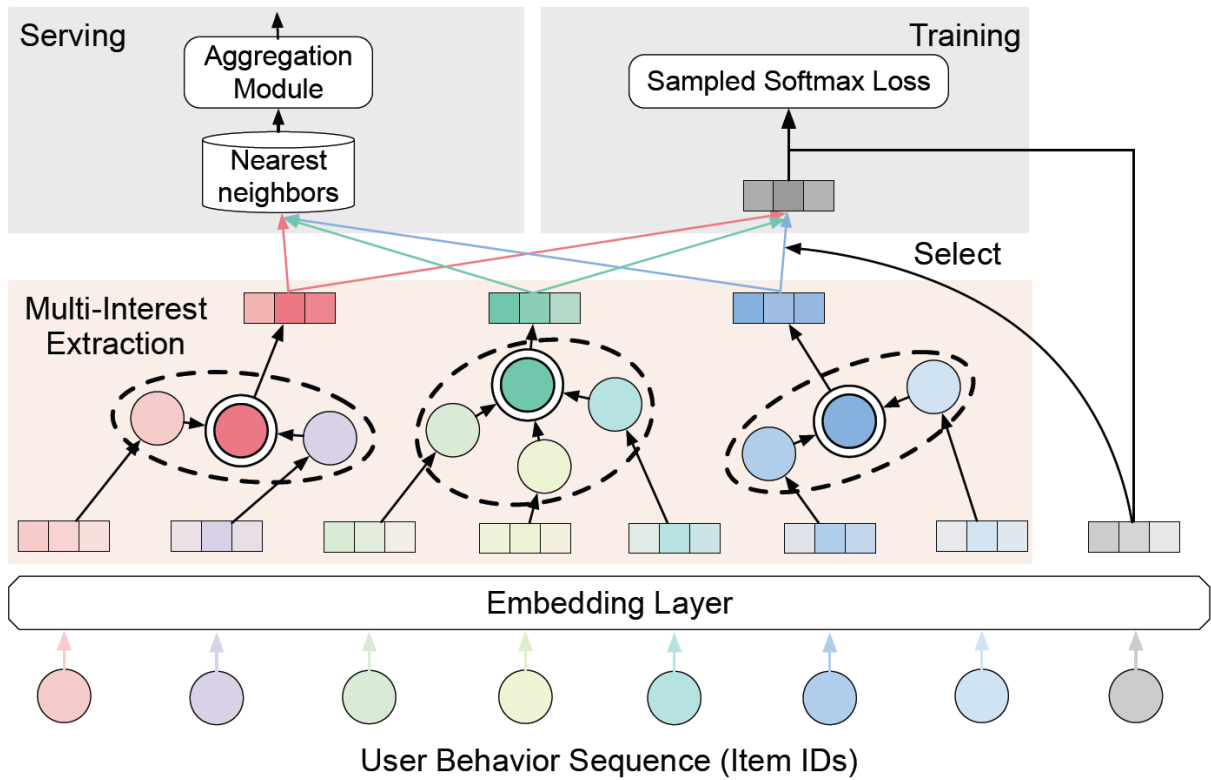 Serving
Training
Aggregation
Module
Sampled Softmax Loss
Nearest
neighbors
Select
Multi-Interest
Extraction
Embedding Layer
User Behavior Sequence (Item IDs)